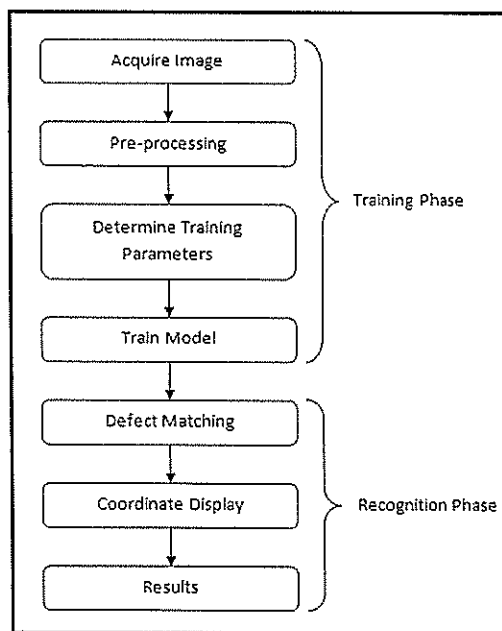 Acquire Image
Pre-processing
Determine Training
Parameters
Training Phase
Train Model
Defect Matching
Coordinate Display
Recognition Phase
Results